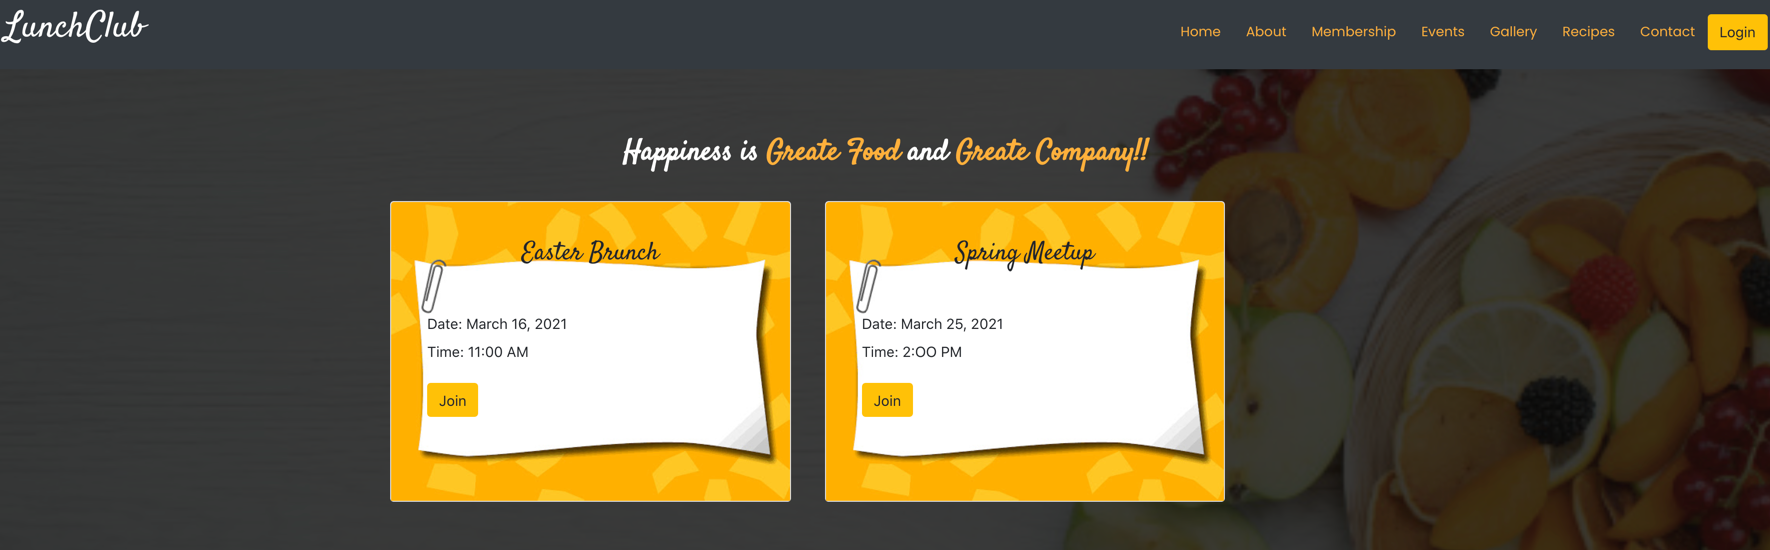 LunchClub
Home About Membership Events Gallery Recipes Contact Login
Happiness is Greate Food and Greate Company!!
Easter Brunch
Date: March 16, 2021
Time: 11:00 AM
Join
Spring Meetup
Date: March 25, 2021
Time: 2:OO PM
Join